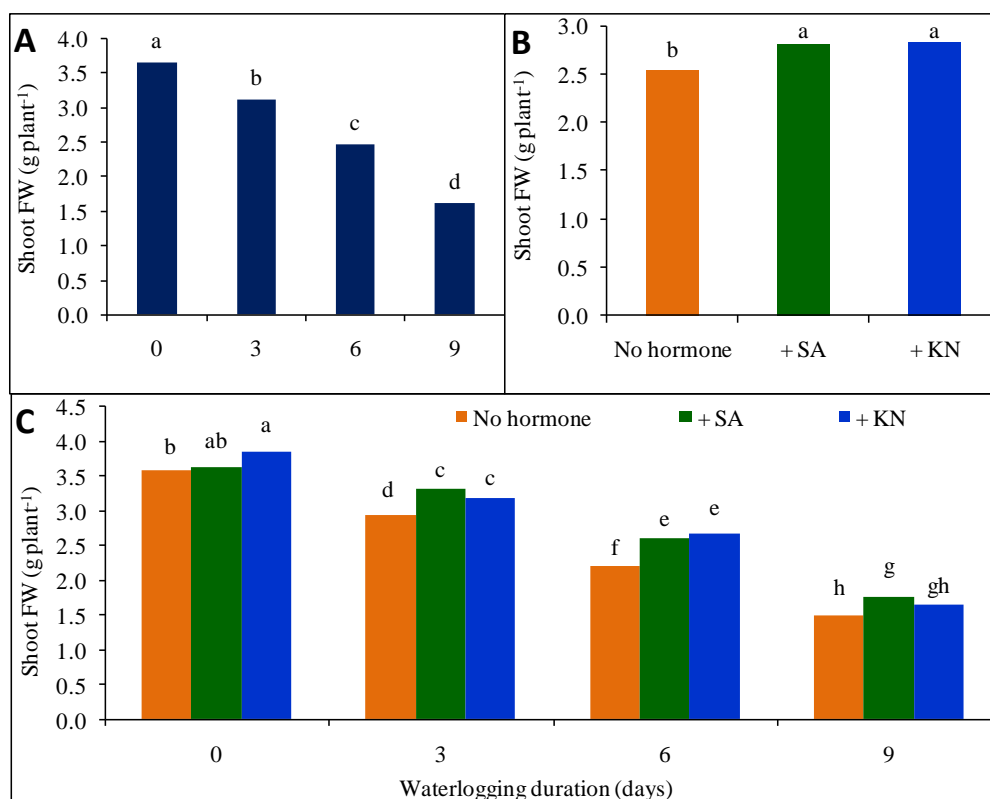 A
Shoot FW (g plant-1)
4.0
3.5
3.0
2.5
2.0
1.5
1.0
0.5
0.0
a
b
c
d
0 3 6 9
B
Shoot FW (g plant-1)
3.0
2.5
2.0
1.5
1.0
0.5
0.0
b
a
a
No hormone + SA + KN
C
Shoot FW (g plant-1)
4.5
4.0
3.5
3.0
2.5
2.0
1.5
1.0
0.5
0.0
No hormone + SA + KN
b ab a
d c c
f e e
h g gh
0 3 6 9
Waterlogging duration (days)